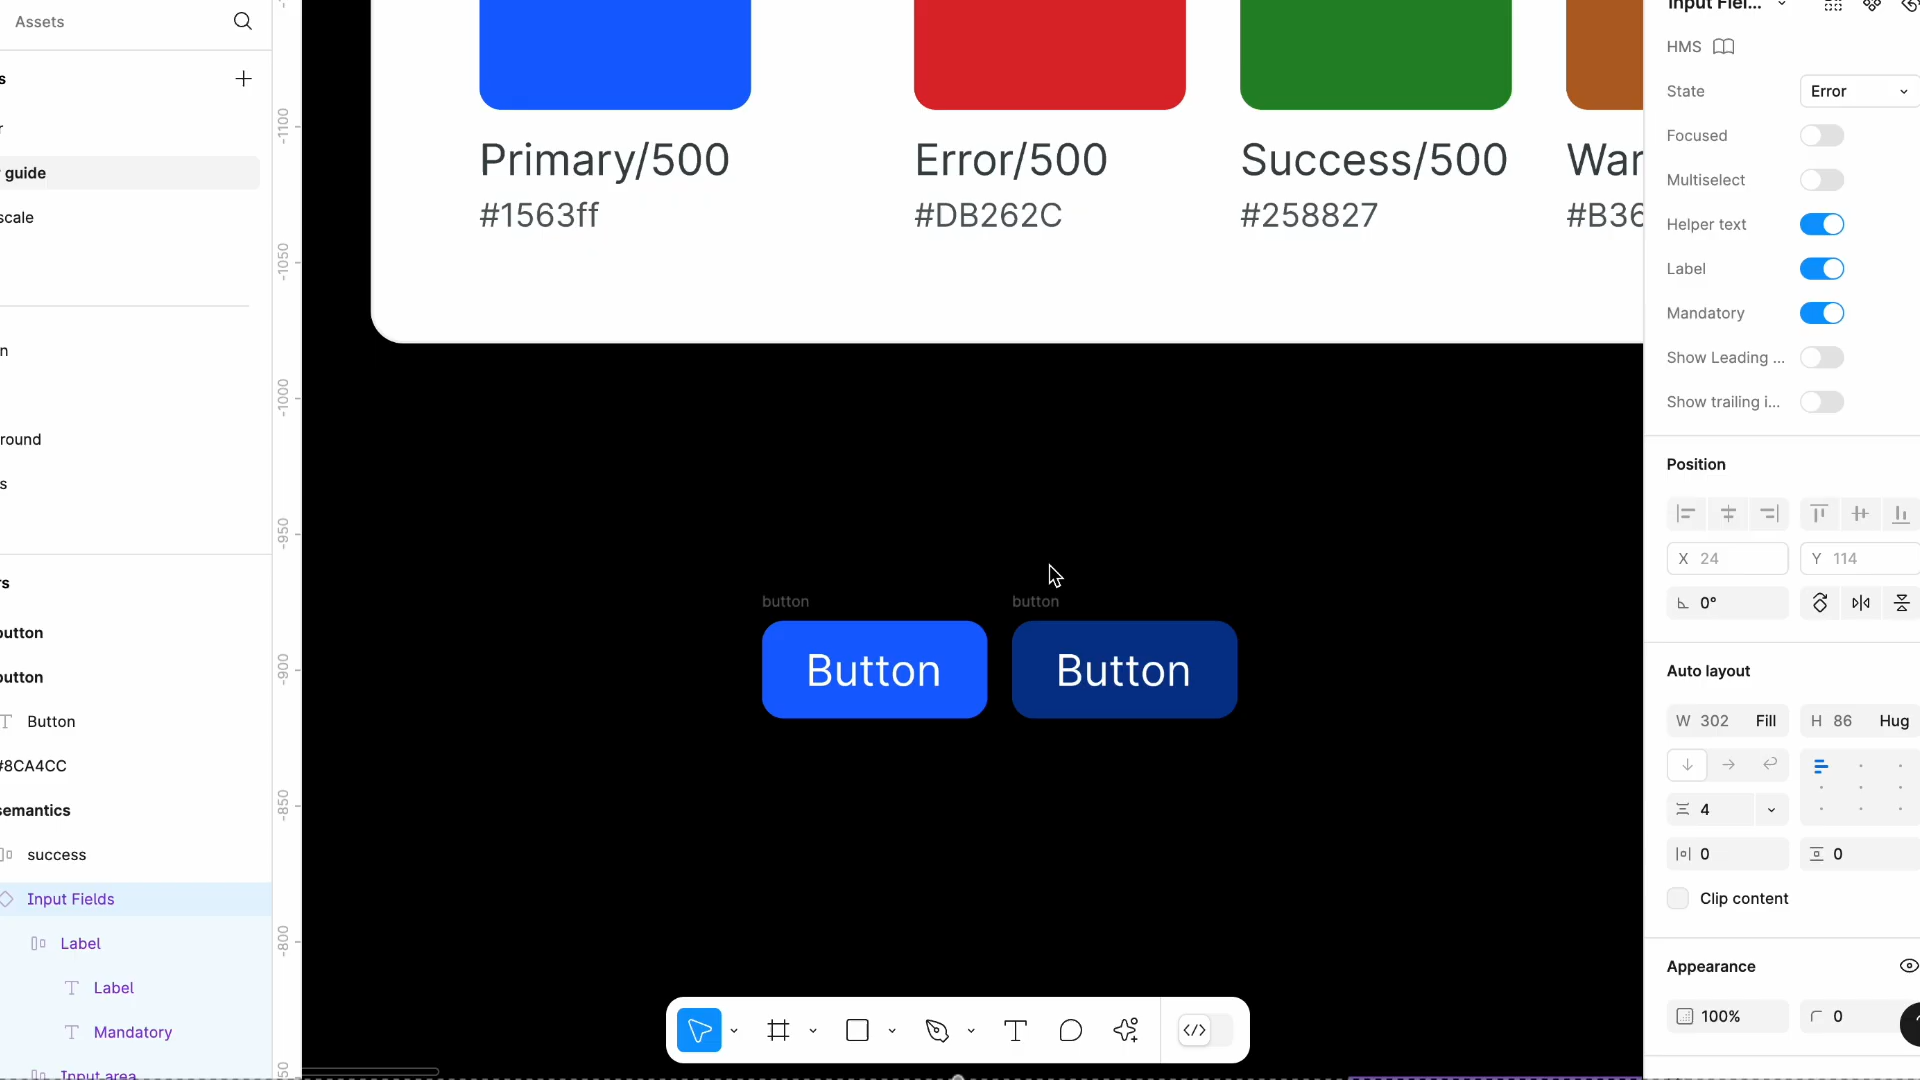 Assets
guide
scale
round
button
button
Button
#8CA4CC
semantics
success
Input Fields
Label
Label
Mandatory
Input area
-1100
-1050
-1000
-950
-900
-850
-800
Primary/500
#1563ff
Error/500
#DB262C
Success/500
#258827
War
#B36
button
Button
button
Button
Input Fiel...
HMS
State
Error
Focused
Multiselect
Helper text
Label
Mandatory
Show Leading ...
Show trailing i...
Position
X 24
Y 114
0°
Auto layout
W 302 Fill
H 86 Hug
4
0
0
Clip content
Appearance
100%
0